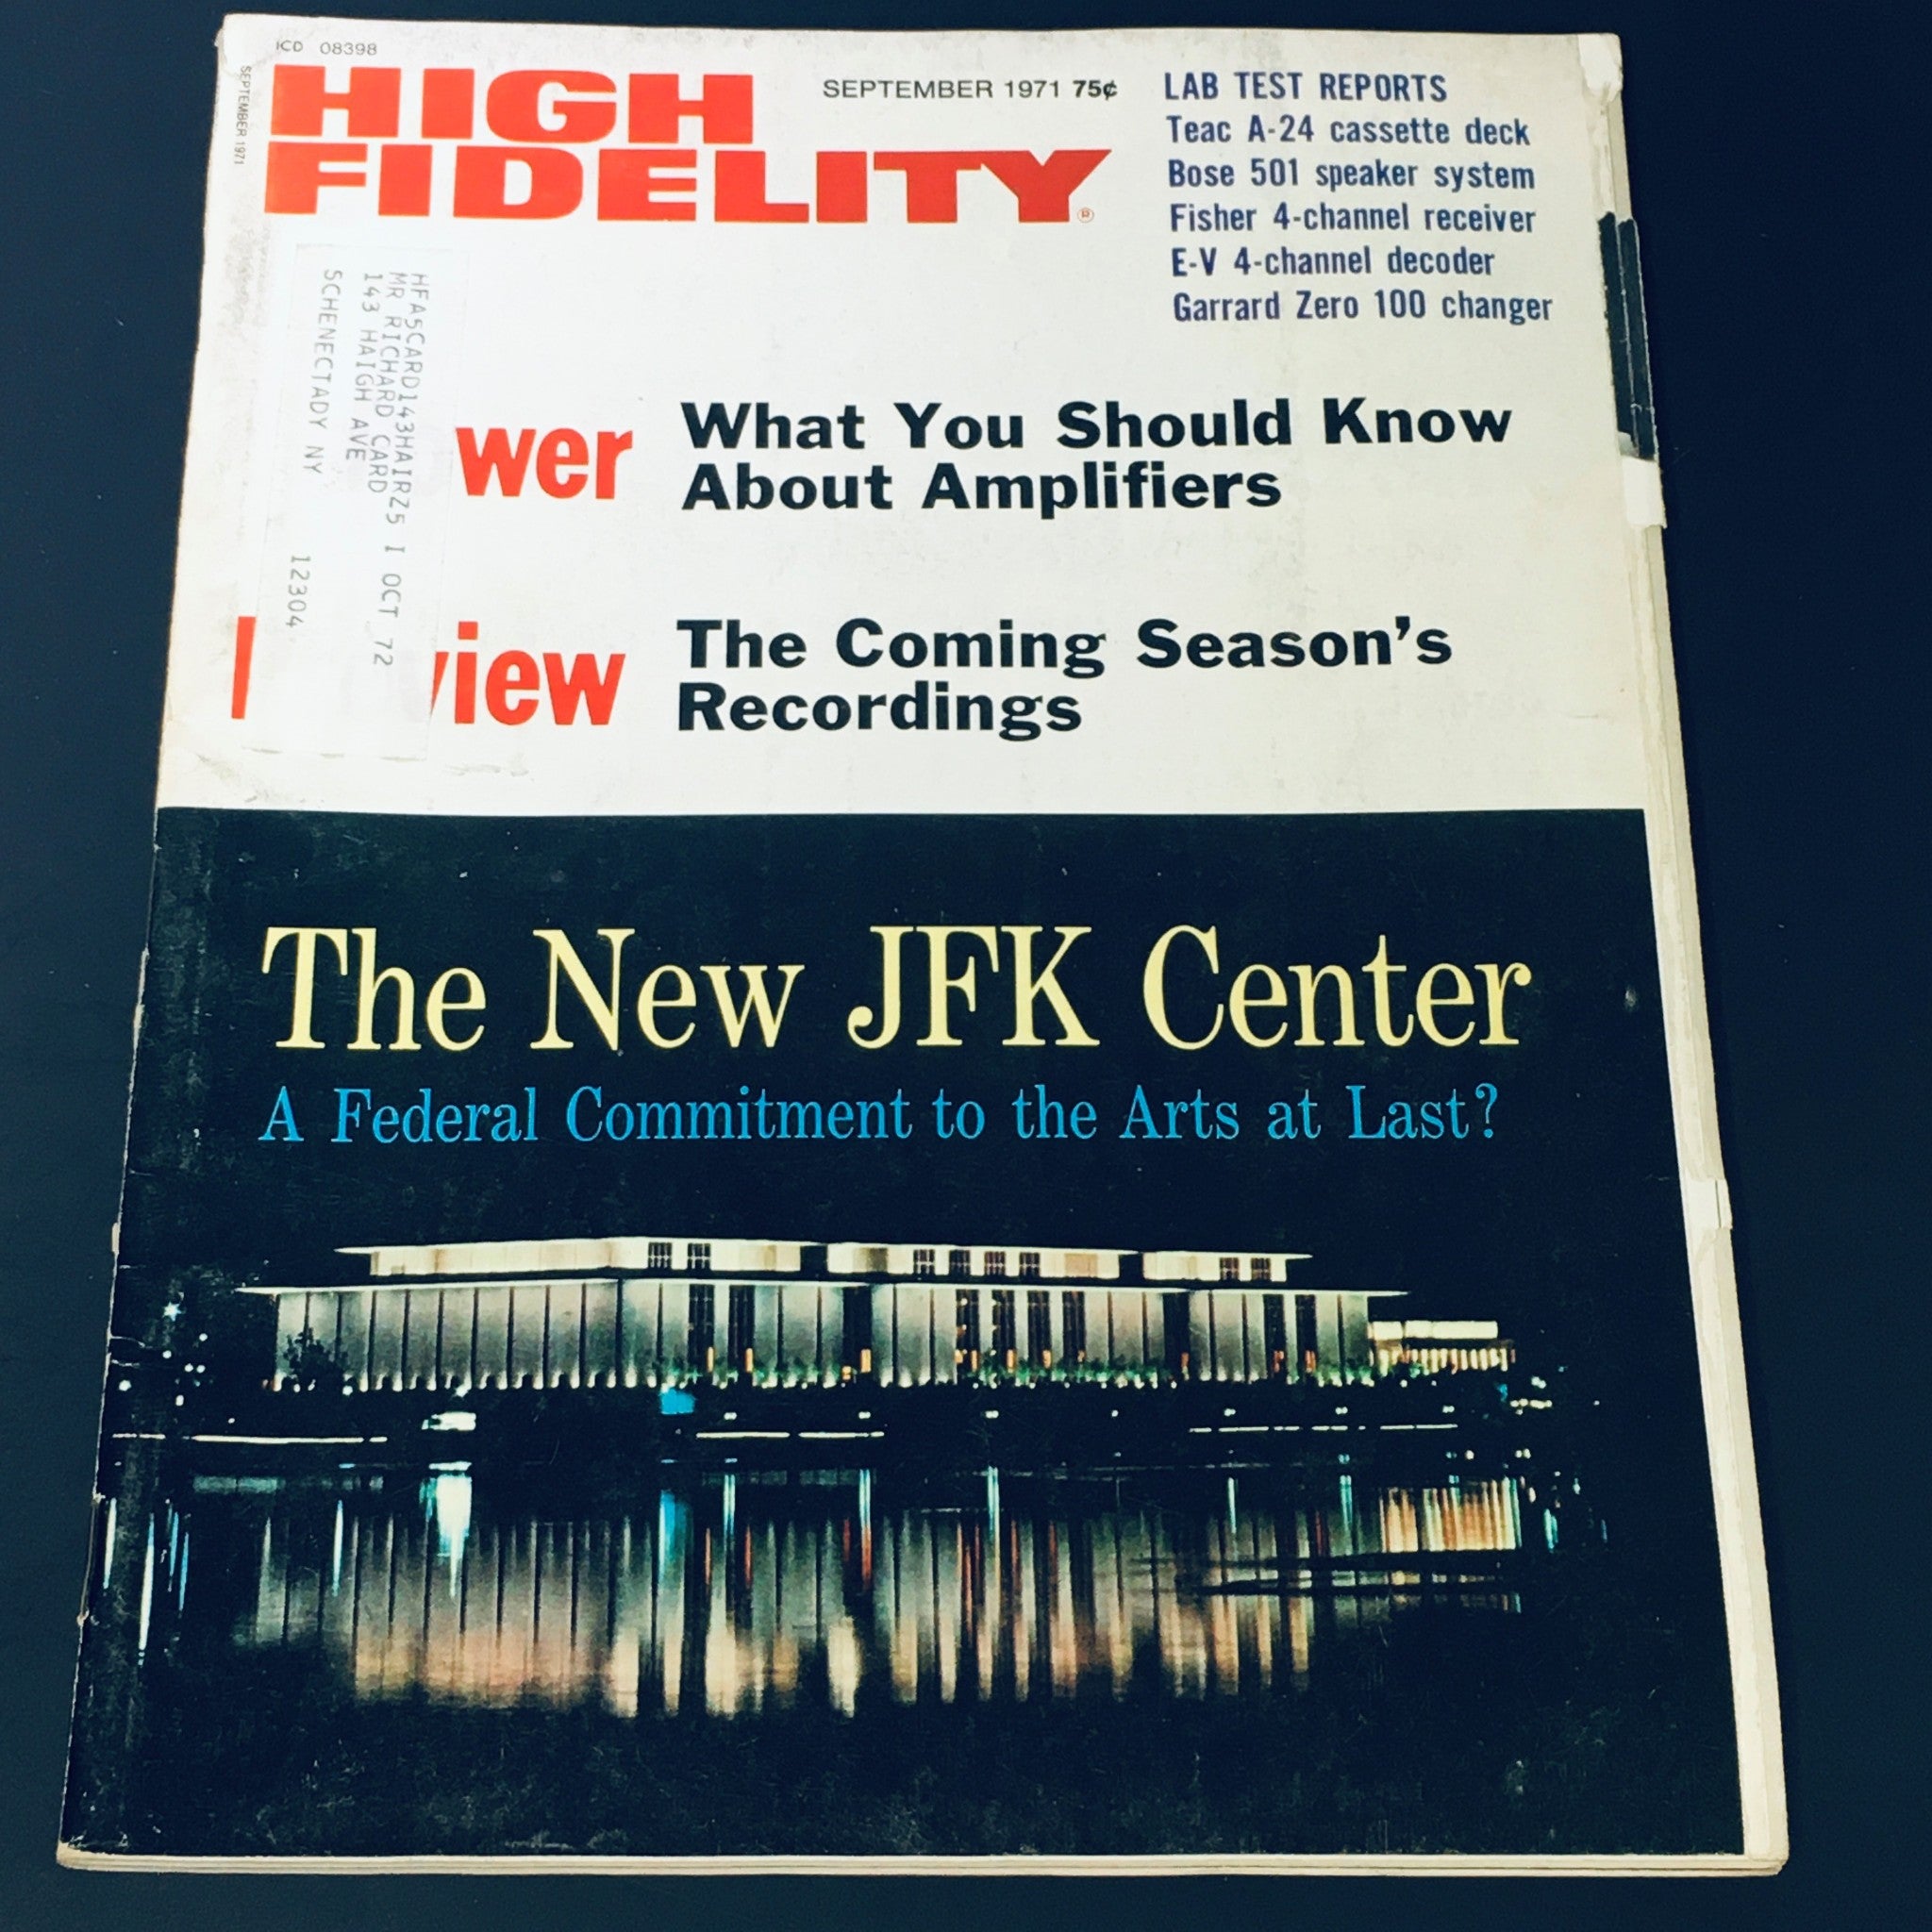 ICD 08398
SEPTEMBER 1971
HIGH
FIDELITY®
SEPTEMBER 1971 75¢
LAB TEST REPORTS
Teac A-24 cassette deck
Bose 501 speaker system
Fisher 4-channel receiver
E-V 4-channel decoder
Garrard Zero 100 changer
HFA5CARD143HAIRZ5 I OCT 72
MR RICHARD CARD
143 HAIGH AVE
SCHENECTADY NY 12304
wer
What You Should Know
About Amplifiers
view
The Coming Season's
Recordings
The New JFK Center
A Federal Commitment to the Arts at Last?